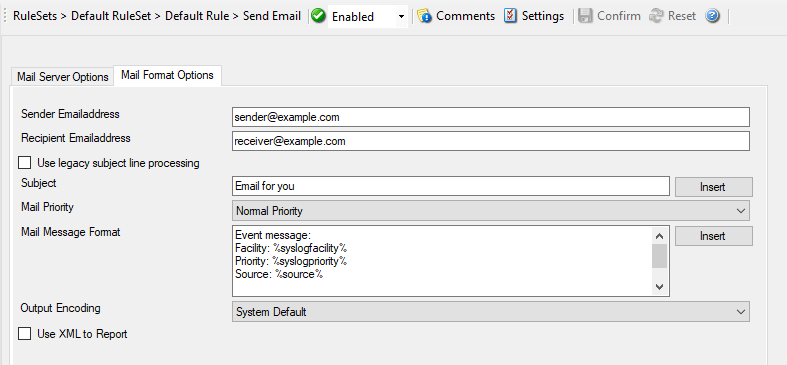 RuleSets > Default RuleSet > Default Rule > Send Email Enabled Comments Settings Confirm Reset
Mail Server Options Mail Format Options
Sender Emailaddress sender@example.com
Recipient Emailaddress receiver@example.com
Use legacy subject line processing
Subject Email for you Insert
Mail Priority Normal Priority
Mail Message Format Event message: Insert
Facility: %syslogfacility%
Priority: %syslogpriority%
Source: %source%
Output Encoding System Default
Use XML to Report